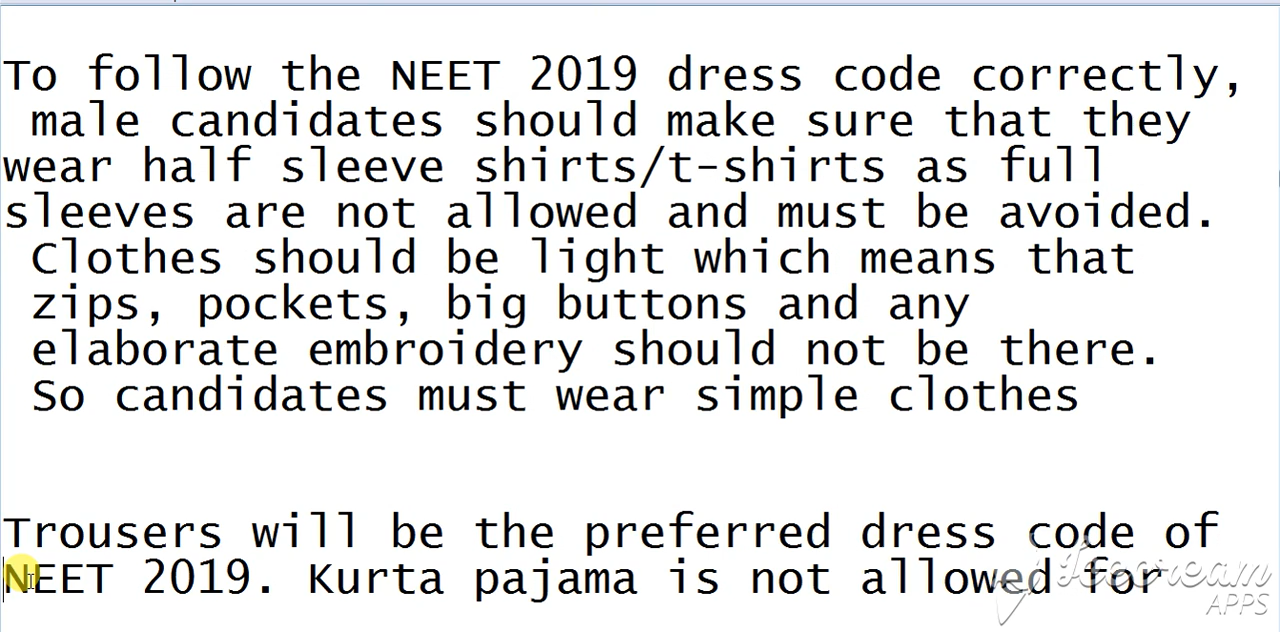 To follow the NEET 2019 dress code correctly,
male candidates should make sure that they
wear half sleeve shirts/t-shirts as full
sleeves are not allowed and must be avoided.
Clothes should be light which means that
zips, pockets, big buttons and any
elaborate embroidery should not be there.
So candidates must wear simple clothes
Trousers will be the preferred dress code of
NEET 2019. Kurta pajama is not allowed for
Icecream
APPS